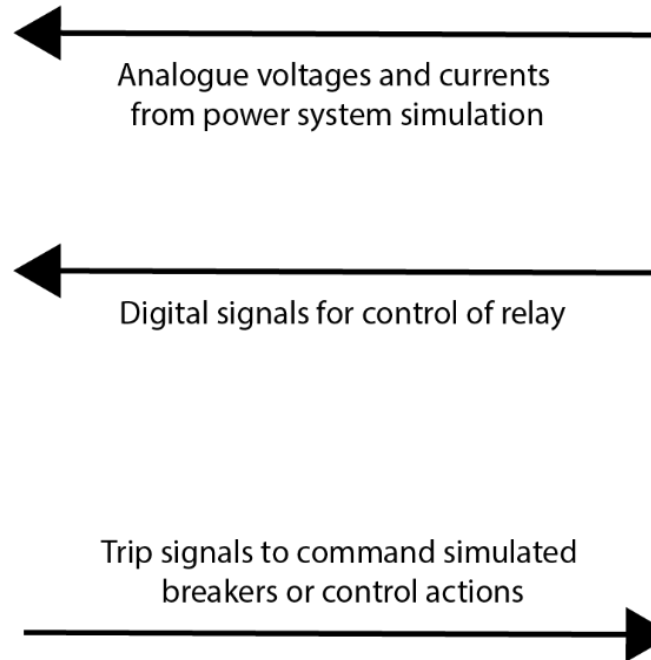 Analogue voltages and currents
from power system simulation
Digital signals for control of relay
Trip signals to command simulated
breakers or control actions